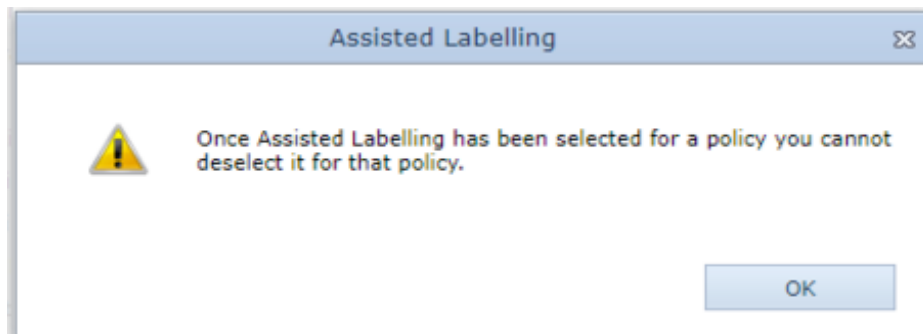 Assisted Labelling
Once Assisted Labelling has been selected for a policy you cannot
deselect it for that policy.
OK